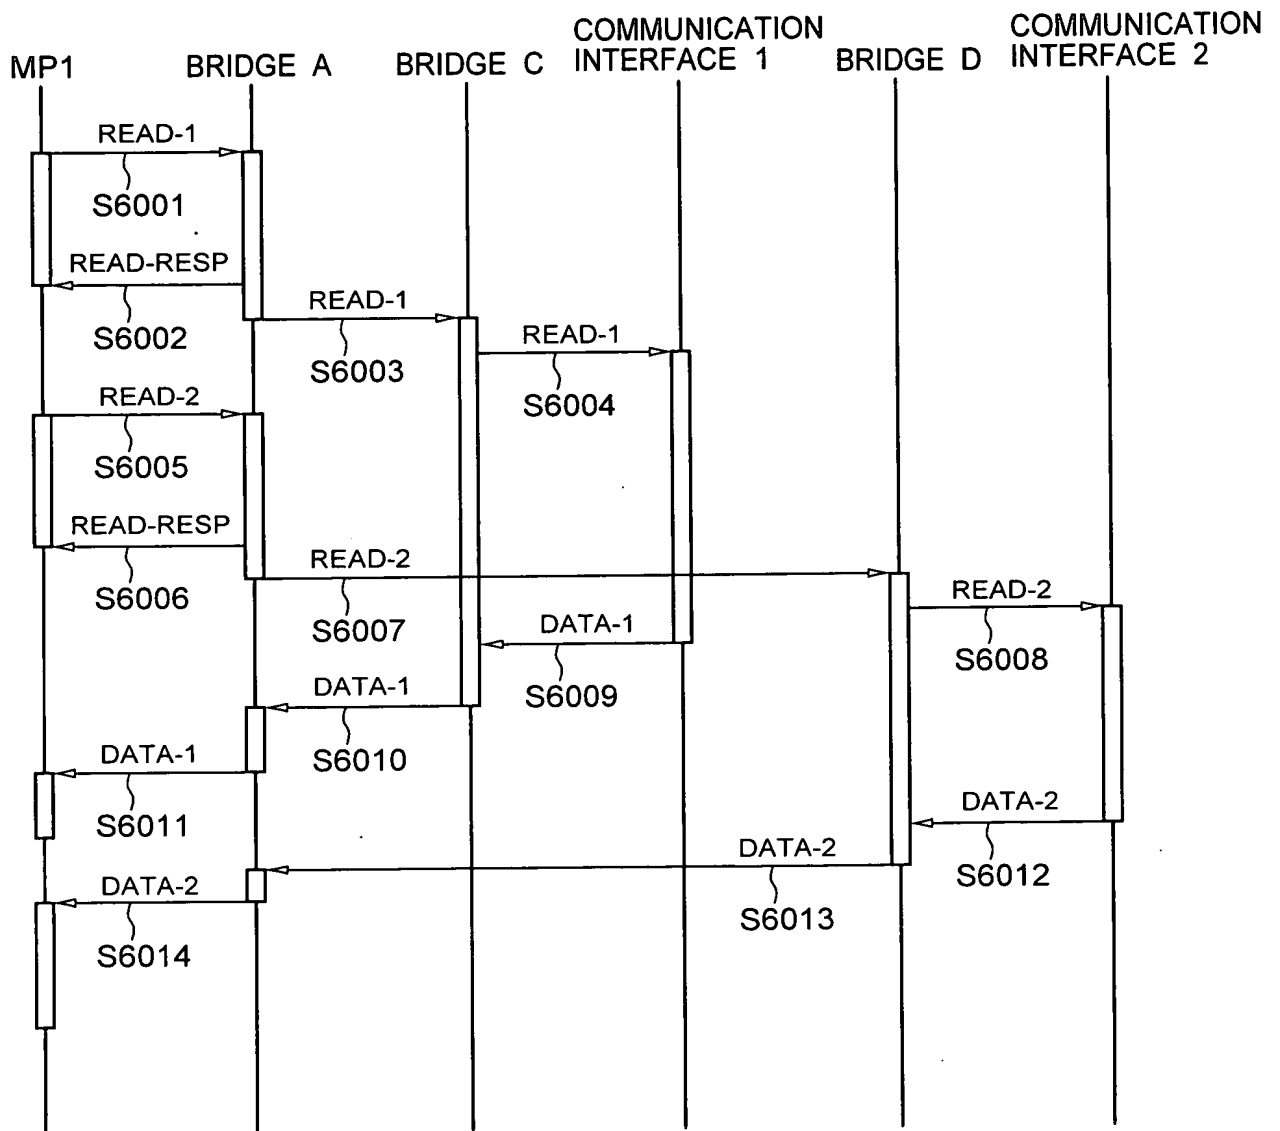 MP1
BRIDGE A
BRIDGE C
COMMUNICATION
INTERFACE 1
BRIDGE D
COMMUNICATION
INTERFACE 2
READ-1
S6001
READ-RESP
S6002
READ-1
S6003
READ-1
S6004
READ-2
S6005
READ-RESP
S6006
READ-2
S6007
READ-2
S6008
DATA-1
S6009
DATA-1
S6010
DATA-1
S6011
DATA-2
S6012
DATA-2
S6013
DATA-2
S6014